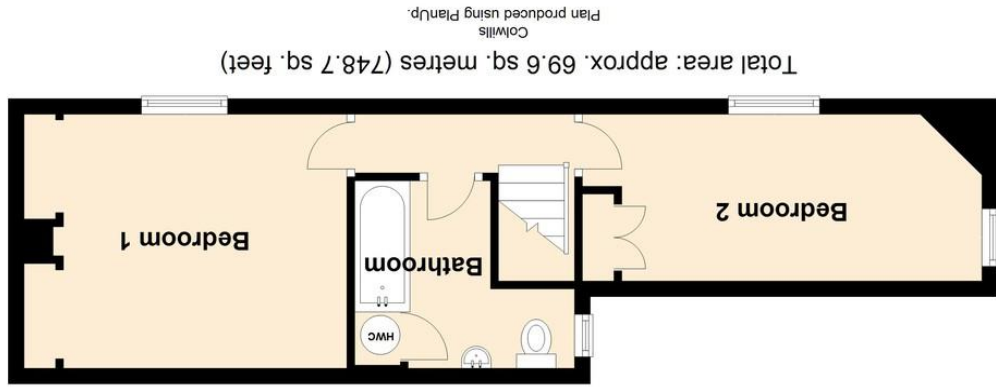 HWC
Bathroom
Bedroom 1
Bedroom 2
Total area: approx. 69.6 sq. metres (748.7 sq. feet)
Colwills
Plan produced using PlanUp.